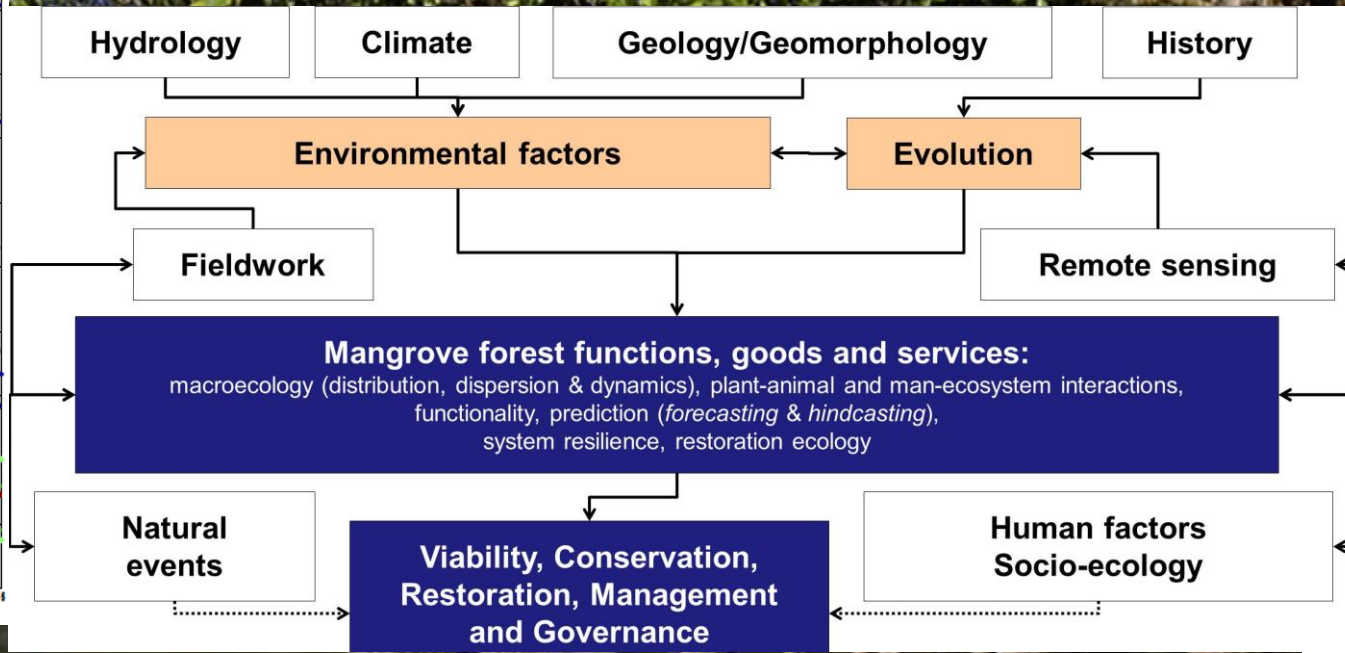 Hydrology
Climate
Geology/Geomorphology
History
Environmental factors
Evolution
Fieldwork
Remote sensing
Mangrove forest functions, goods and services:
macroecology (distribution, dispersion & dynamics), plant-animal and man-ecosystem interactions,
functionality, prediction (forecasting & hindcasting),
system resilience, restoration ecology
Natural
events
Viability, Conservation,
Restoration, Management
and Governance
Human factors
Socio-ecology